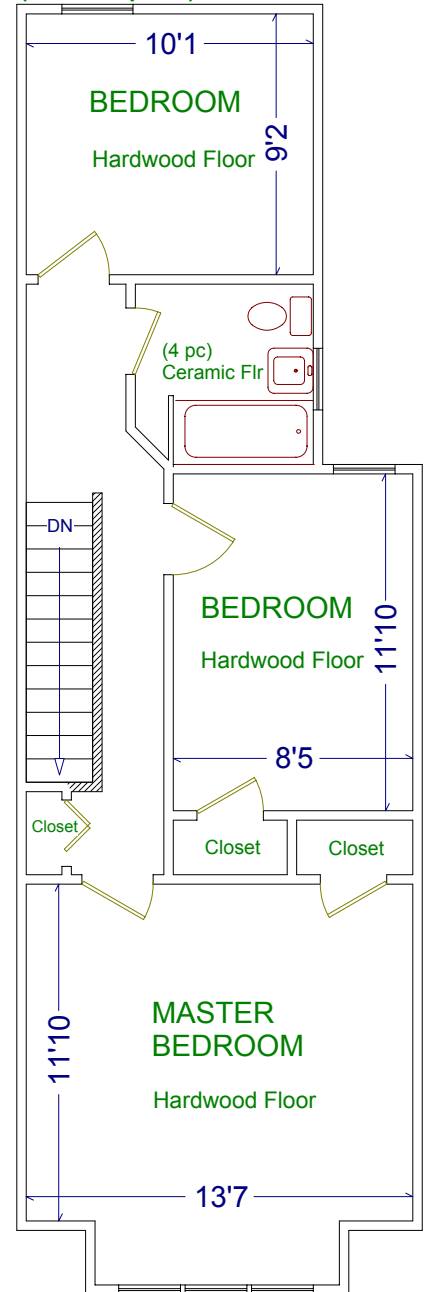 10'1
BEDROOM
Hardwood Floor
9'2
(4 pc)
Ceramic Flr
DN
BEDROOM
Hardwood Floor
11'10
8'5
Closet
Closet
Closet
MASTER
BEDROOM
Hardwood Floor
11'10
13'7